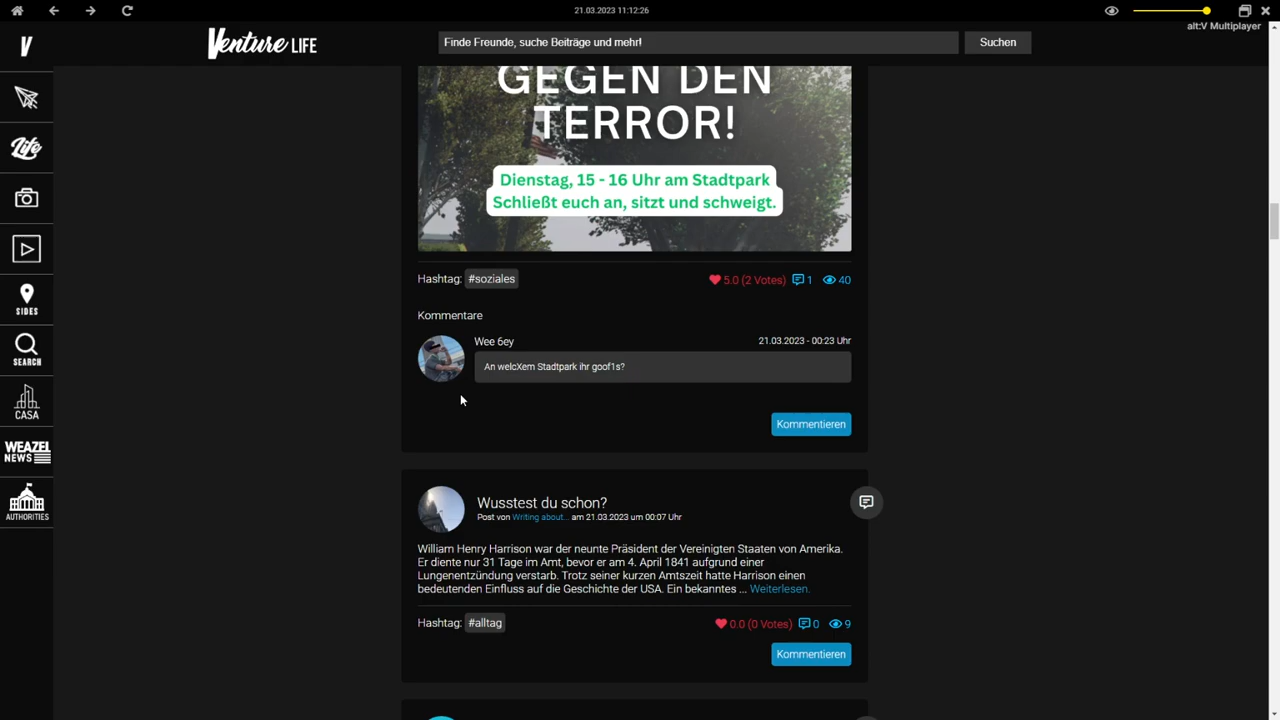 21.03.2023 11:12:26
alt:V Multiplayer
V
Venture LIFE
Finde Freunde, suche Beiträge und mehr!
Suchen
Life
SIDES
SEARCH
CASA
WEAZEL
NEWS
AUTHORITIES
GEGEN DEN
TERROR!
Dienstag, 15 - 16 Uhr am Stadtpark
Schließt euch an, sitzt und schweigt.
Hashtag: #soziales
5.0 (2 Votes) 1 40
Kommentare
Wee 6ey
21.03.2023 - 00:23 Uhr
An welcXem Stadtpark ihr goof1s?
Kommentieren
Wusstest du schon?
Post von Writing about... am 21.03.2023 um 00:07 Uhr
William Henry Harrison war der neunte Präsident der Vereinigten Staaten von Amerika.
Er diente nur 31 Tage im Amt, bevor er am 4. April 1841 aufgrund einer
Lungenentzündung verstarb. Trotz seiner kurzen Amtszeit hatte Harrison einen
bedeutenden Einfluss auf die Geschichte der USA. Ein bekanntes ... Weiterlesen.
Hashtag: #alltag
0.0 (0 Votes) 0 9
Kommentieren